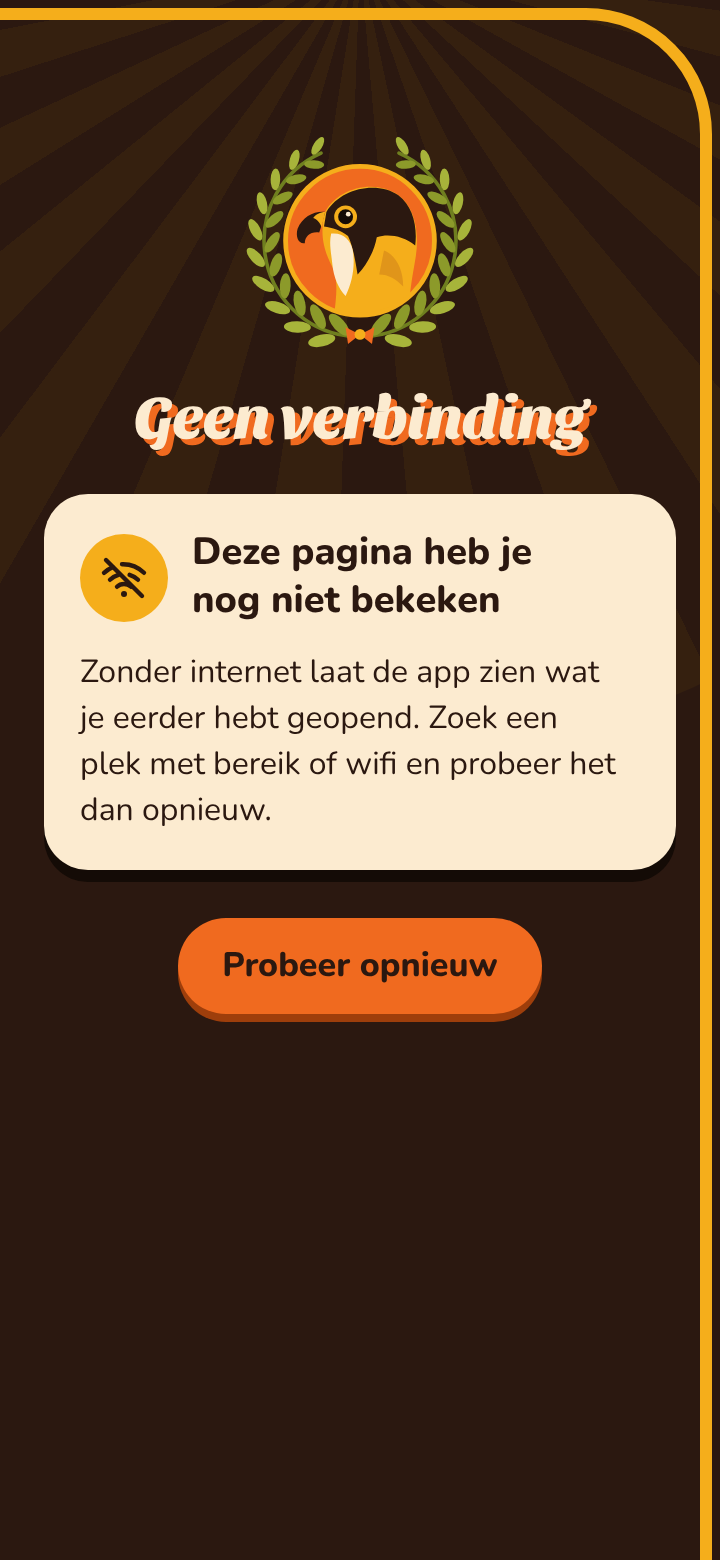 Geen verbinding
Deze pagina heb je
nog niet bekeken
Zonder internet laat de app zien wat
je eerder hebt geopend. Zoek een
plek met bereik of wifi en probeer het
dan opnieuw.
Probeer opnieuw